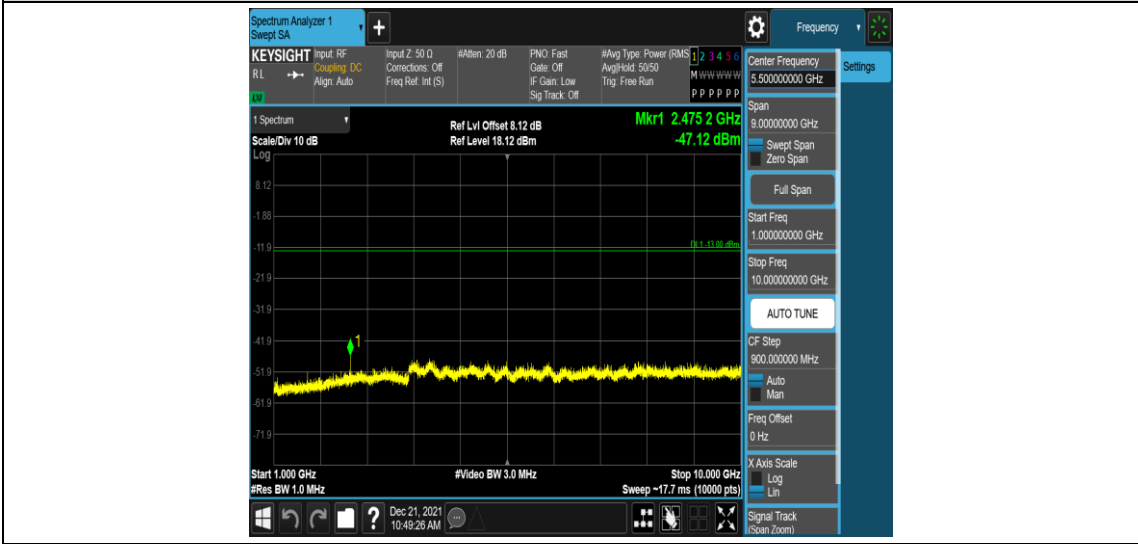 Spectrum Analyzer 1
Swept SA
+
Frequency
KEYSIGHT
RL
Input: RF
Coupling: DC
Align: Auto
Input Z: 50 Ω
Corrections: Off
Freq Ref: Int (S)
#Atten: 20 dB
PNO: Fast
Gate: Off
IF Gain: Low
Sig Track: Off
#Avg Type: Power (RMS
Avg|Hold: 50/50
Trig: Free Run
1 2 3 4 5 6
M W W W W W
P P P P P P
1 Spectrum
Scale/Div 10 dB
Log
Ref Lvl Offset 8.12 dB
Ref Level 18.12 dBm
Mkr1 2.475 2 GHz
-47.12 dBm
8.12
-1.88
-11.9
DL1 -13.00 dBm
-21.9
-31.9
-41.9
1
-51.9
-61.9
-71.9
Start 1.000 GHz
#Res BW 1.0 MHz
#Video BW 3.0 MHz
Stop 10.000 GHz
Sweep ~17.7 ms (10000 pts)
?
Dec 21, 2021
10:49:26 AM
Center Frequency
5.500000000 GHz
Settings
Span
9.00000000 GHz
Swept Span
Zero Span
Full Span
Start Freq
1.000000000 GHz
Stop Freq
10.000000000 GHz
AUTO TUNE
CF Step
900.000000 MHz
Auto
Man
Freq Offset
0 Hz
X Axis Scale
Log
Lin
Signal Track
(Span Zoom)